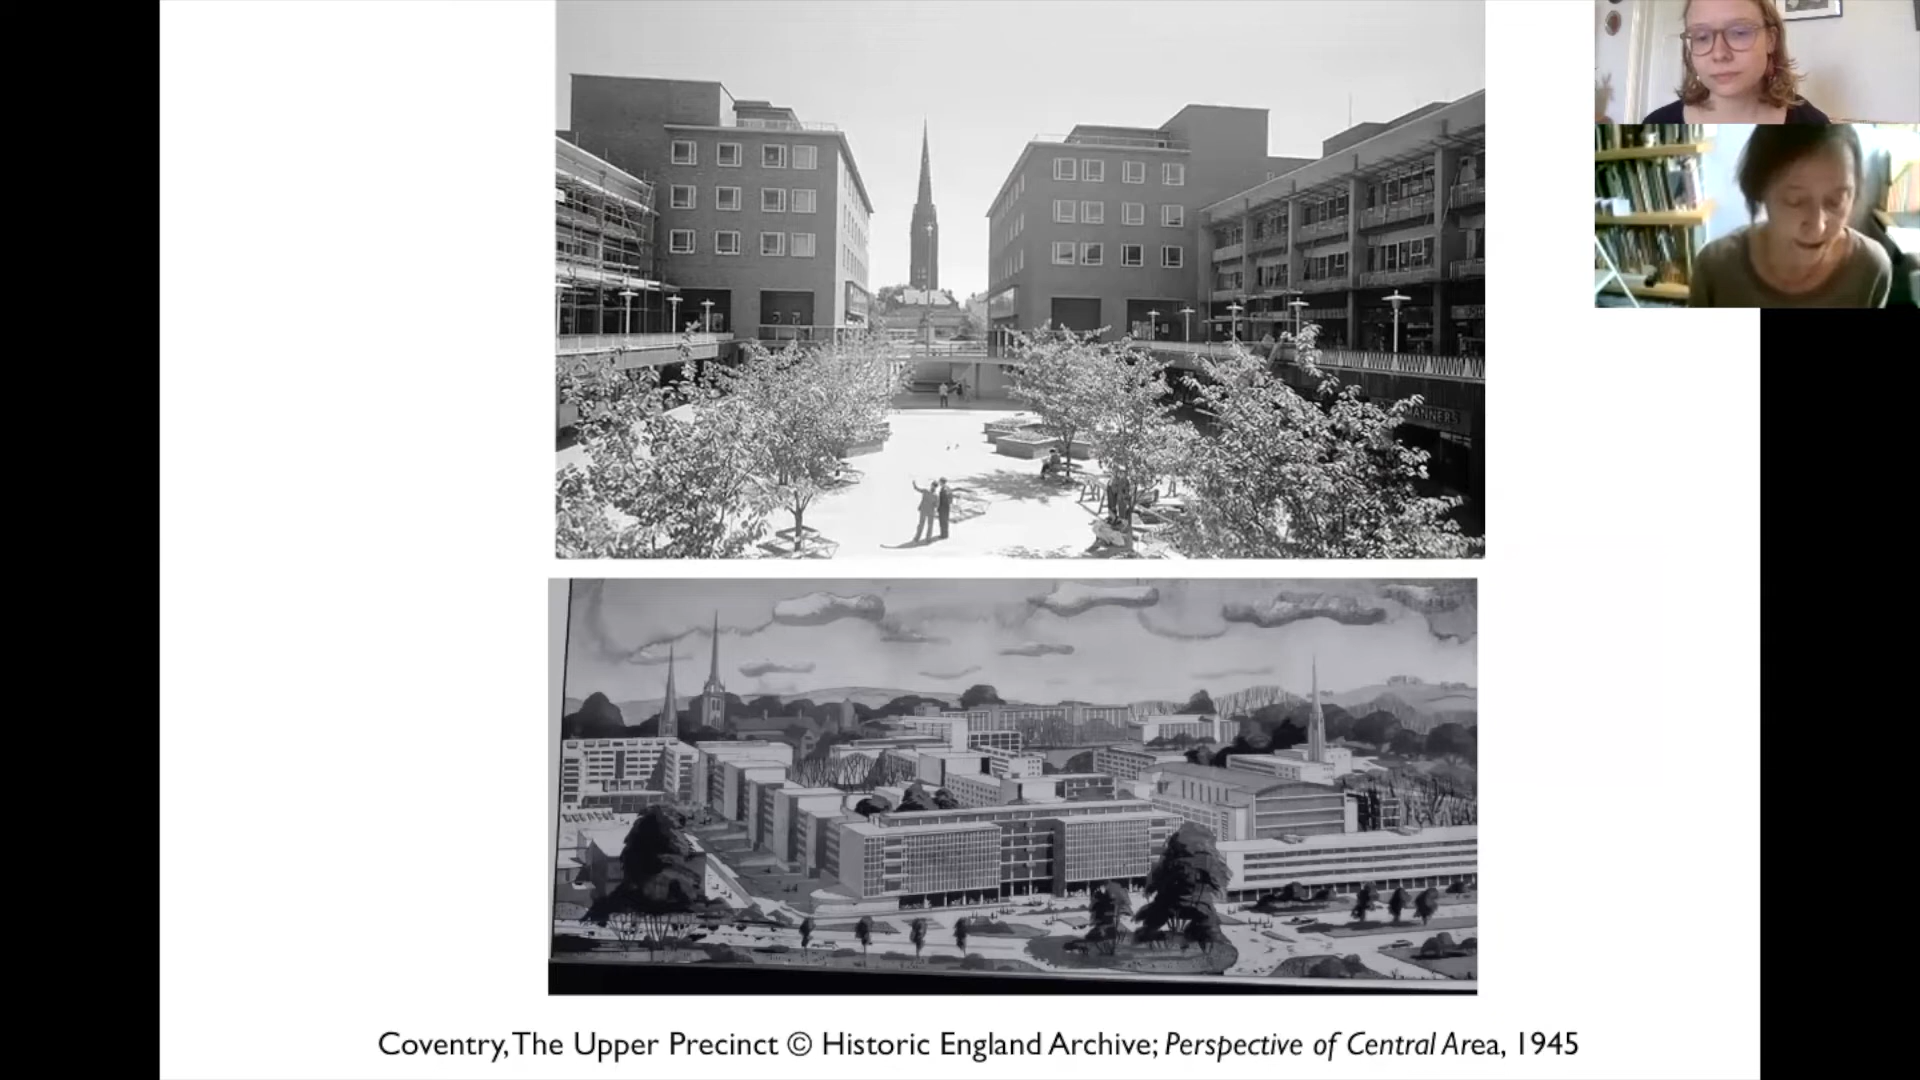 MANNERS
Coventry, The Upper Precinct © Historic England Archive; Perspective of Central Area, 1945